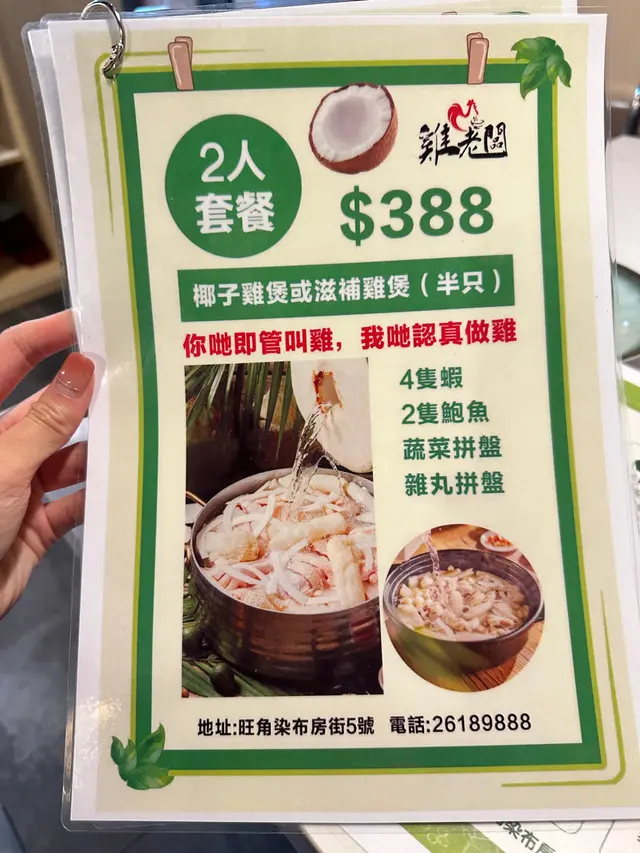 2人
套餐
雞老闆
$388
椰子雞煲或滋補雞煲（半只）
你哋即管叫雞，我哋認真做雞
4隻蝦
2隻鮑魚
蔬菜拼盤
雜丸拼盤
地址:旺角染布房街5號 電話:26189888
染布房